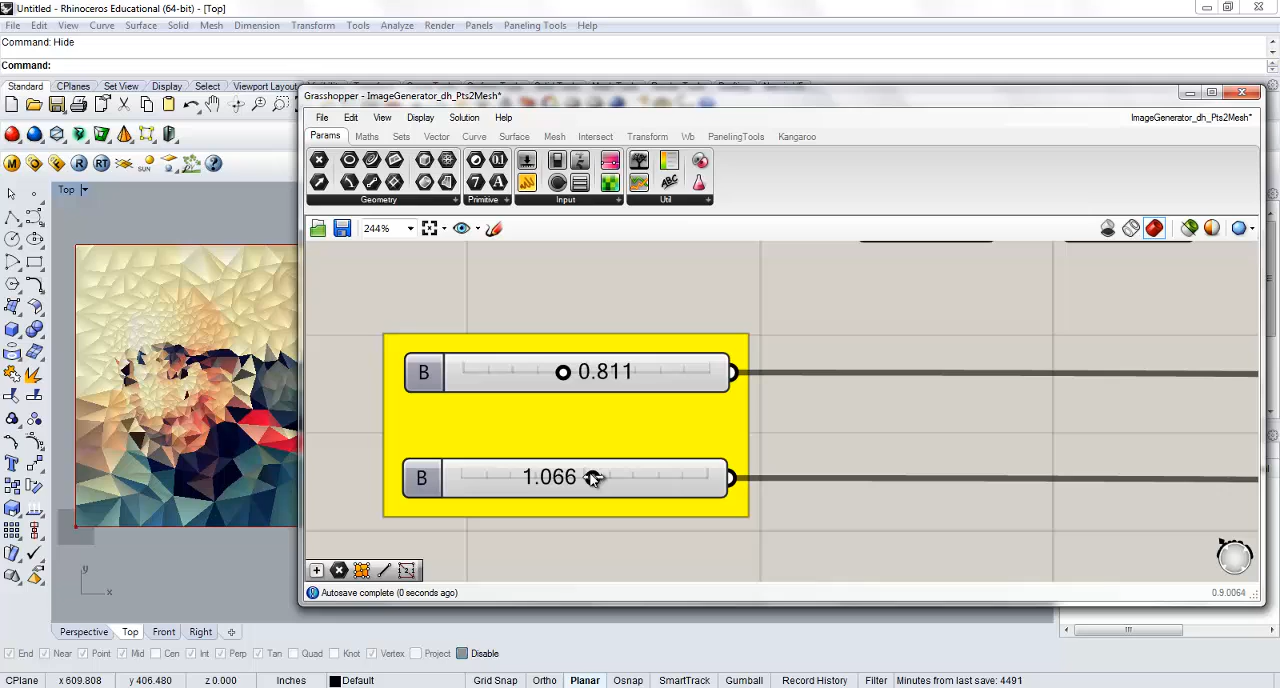 Untitled - Rhinoceros Educational (64-bit) - [Top]
File Edit View Curve Surface Solid Mesh Dimension Transform Tools Analyze Render Panels Paneling Tools Help
Command: Hide
Command:
Standard CPlanes Set View Display Select Viewport Layou
Grasshopper - ImageGenerator_dh_Pts2Mesh*
File Edit View Display Solution Help
ImageGenerator_dh_Pts2Mesh*
Params Maths Sets Vector Curve Surface Mesh Intersect Transform Wb PanelingTools Kangaroo
Geometry
Primitive
Input
Util
Top
244%
B 0.811
B 1.066
y
x
Autosave complete (0 seconds ago)
0.9.0064
Perspective Top Front Right
End Near Point Mid Cen Int Perp Tan Quad Knot Vertex Project Disable
CPlane x 609.808 y 406.480 z 0.000 Inches Default Grid Snap Ortho Planar Osnap SmartTrack Gumball Record History Filter Minutes from last save: 4491